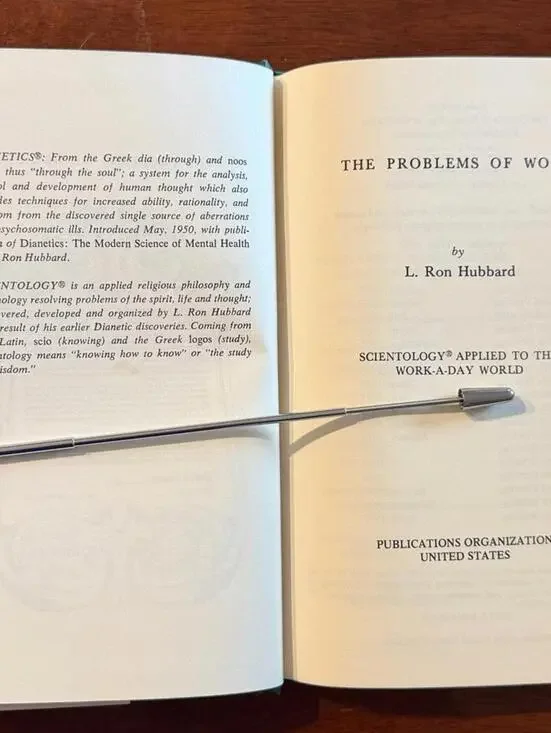 ETICS®: From the Greek dia (through) and noos
thus "through the soul"; a system for the analysis,
ol and development of human thought which also
des techniques for increased ability, rationality, and
om from the discovered single source of aberrations
psychosomatic ills. Introduced May, 1950, with publi-
n of Dianetics: The Modern Science of Mental Health
Ron Hubbard.
ENTOLOGY® is an applied religious philosophy and
nology resolving problems of the spirit, life and thought;
vered, developed and organized by L. Ron Hubbard
result of his earlier Dianetic discoveries. Coming from
Latin, scio (knowing) and the Greek logos (study),
ntology means "knowing how to know" or "the study
isdom."
THE PROBLEMS OF WO
by
L. Ron Hubbard
SCIENTOLOGY® APPLIED TO TH
WORK-A-DAY WORLD
PUBLICATIONS ORGANIZATION
UNITED STATES